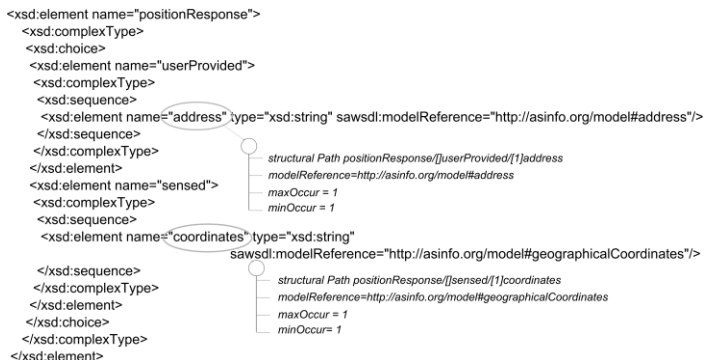 <xsd:element name="positionResponse">
<xsd:complexType>
<xsd:choice>
<xsd:element name="userProvided">
<xsd:complexType>
<xsd:sequence>
<xsd:element name="address" type="xsd:string" sawsdl:modelReference="http://asinfo.org/model#address"/>
</xsd:sequence>
</xsd:complexType>
</xsd:element>
structural Path positionResponse/[]userProvided/[1]address
modelReference=http://asinfo.org/model#address
maxOccur = 1
minOccur = 1
<xsd:element name="sensed">
<xsd:complexType>
<xsd:sequence>
<xsd:element name="coordinates" type="xsd:string"
sawsdl:modelReference="http://asinfo.org/model#geographicalCoordinates"/>
</xsd:sequence>
</xsd:complexType>
</xsd:element>
</xsd:choice>
</xsd:complexType>
</xsd:element>
structural Path positionResponse/[]sensed/[1]coordinates
modelReference=http://asinfo.org/model#geographicalCoordinates
maxOccur = 1
minOccur= 1